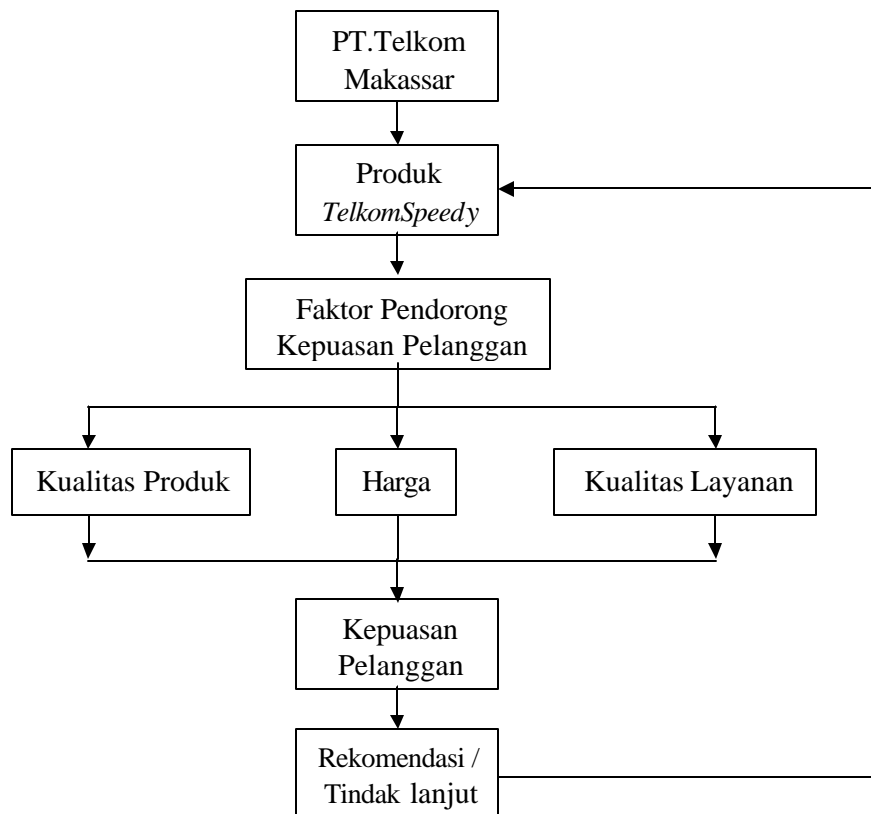 PT.Telkom
Makassar
Produk
TelkomSpeedy
Faktor Pendorong
Kepuasan Pelanggan
Kualitas Produk
Harga
Kualitas Layanan
Kepuasan
Pelanggan
Rekomendasi /
Tindak lanjut